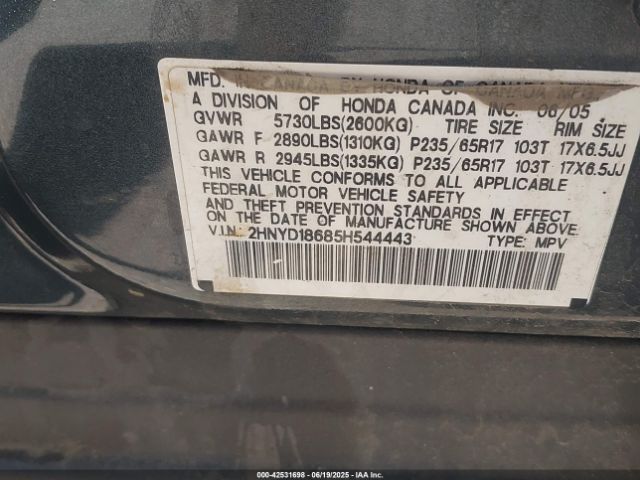 MFD. IN CANADA BY HONDA OF CANADA MFG.
A DIVISION OF HONDA CANADA INC. 06/05
GVWR 5730LBS(2600KG) TIRE SIZE RIM SIZE
GAWR F 2890LBS(1310KG) P235/65R17 103T 17X6.5JJ
GAWR R 2945LBS(1335KG) P235/65R17 103T 17X6.5JJ
THIS VEHICLE CONFORMS TO ALL APPLICABLE
FEDERAL MOTOR VEHICLE SAFETY
AND THEFT PREVENTION STANDARDS IN EFFECT
ON THE DATE OF MANUFACTURE SHOWN ABOVE.
V.I.N: 2HNYD18685H544443 TYPE: MPV
00-42531698 - 06/19/2025 - IAA Inc.